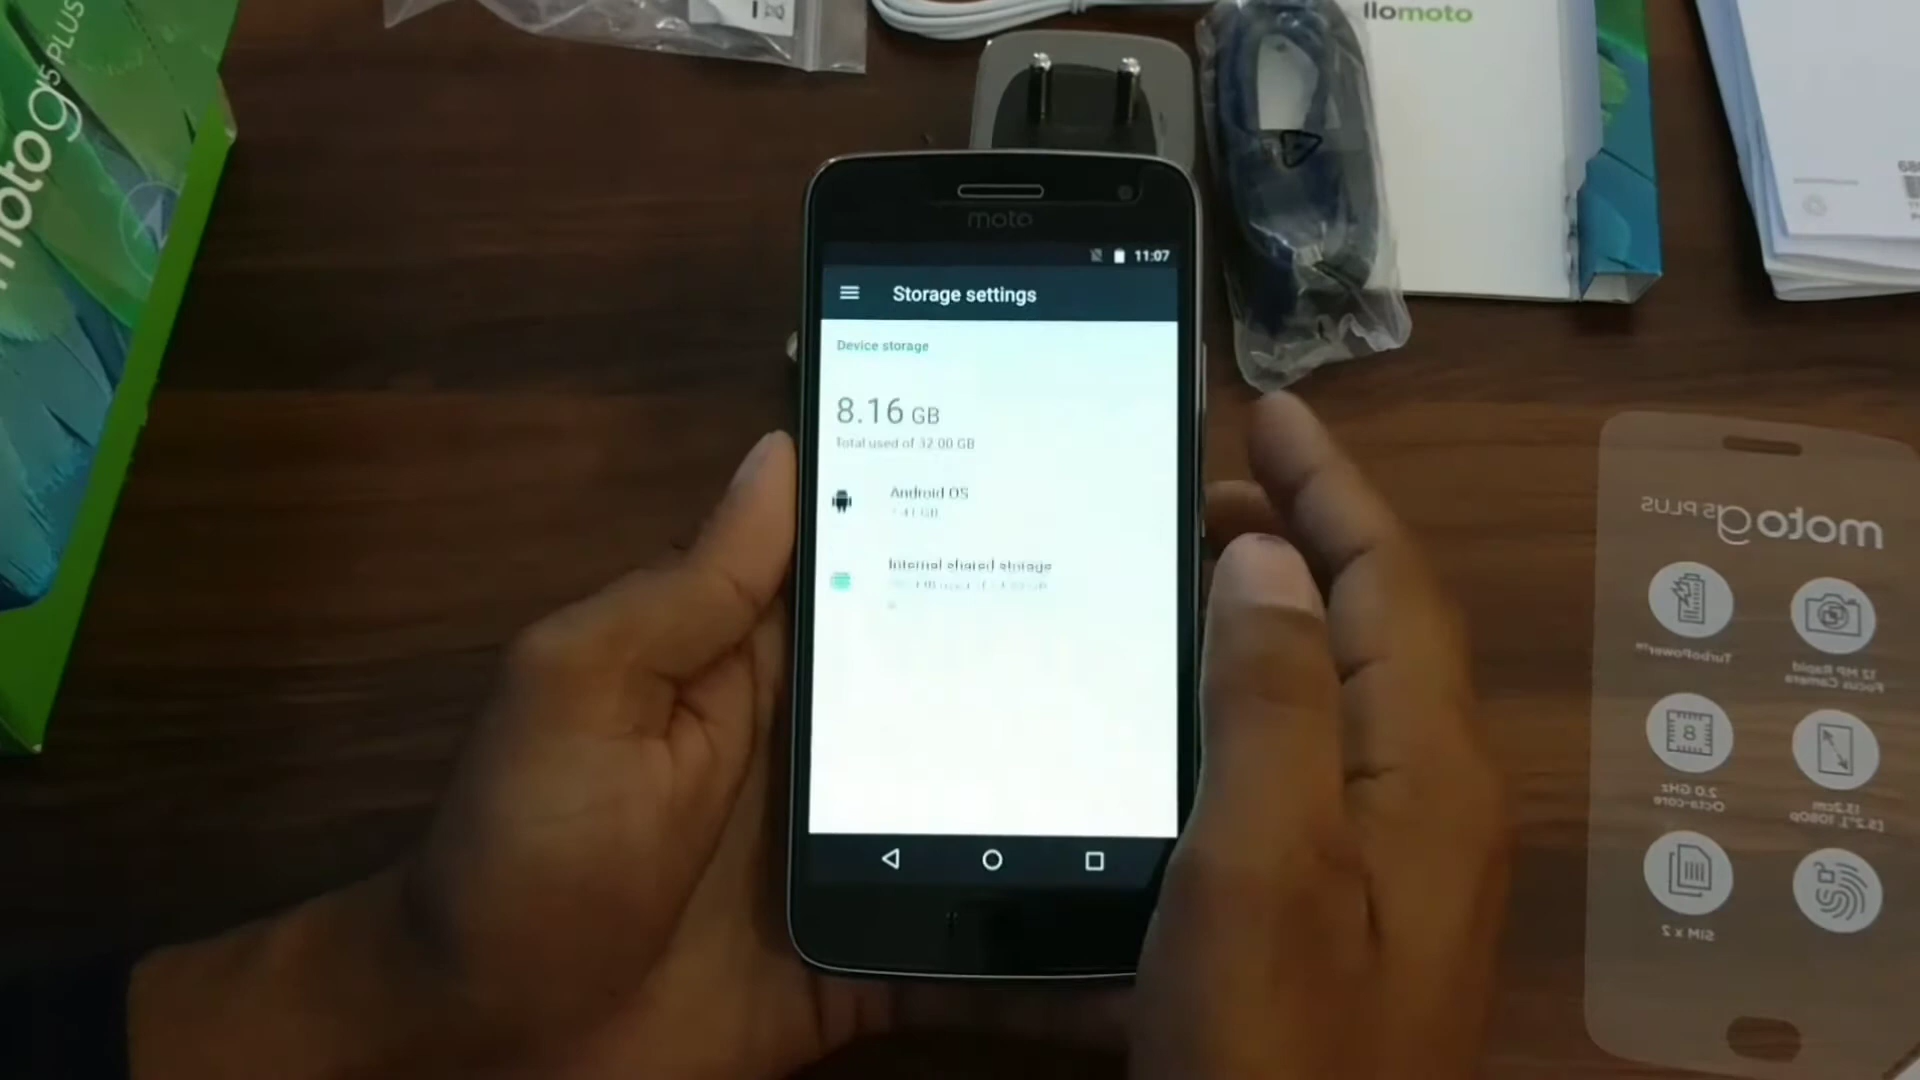 moto g5 PLUS
llomoto
moto
11:07
Storage settings
Device storage
8.16 GB
Total used of 32.00 GB
Android OS
Internal shared storage
moto g5 PLUS
TurboPower™
12 MP Rapid
Focus Camera
8
2.0 GHz
Octa-core
13.2cm
(5.2") 1080p
SIM x 2